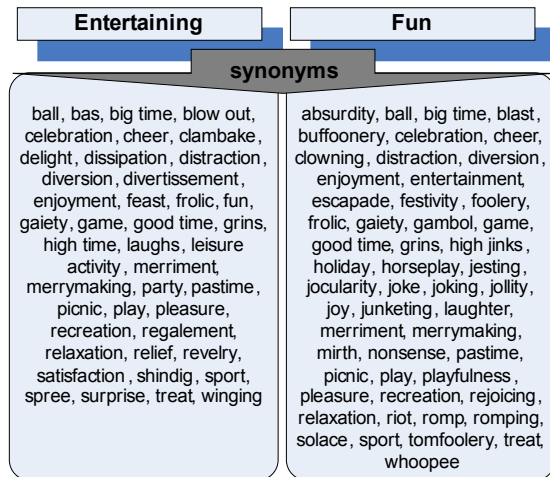 Entertaining
Fun
synonyms
ball, bas, big time, blow out,
celebration, cheer, clambake,
delight, dissipation, distraction,
diversion, divertissement,
enjoyment, feast, frolic, fun,
gaiety, game, good time, grins,
high time, laughs, leisure
activity, merriment,
merrymaking, party, pastime,
picnic, play, pleasure,
recreation, regalement,
relaxation, relief, revelry,
satisfaction, shindig, sport,
spree, surprise, treat, winging
absurdity, ball, big time, blast,
buffoonery, celebration, cheer,
clowning, distraction, diversion,
enjoyment, entertainment,
escapade, festivity, foolery,
frolic, gaiety, gambol, game,
good time, grins, high jinks,
holiday, horseplay, jesting,
jocularity, joke, joking, jollity,
joy, junketing, laughter,
merriment, merrymaking,
mirth, nonsense, pastime,
picnic, play, playfulness,
pleasure, recreation, rejoicing,
relaxation, riot, romp, romping,
solace, sport, tomfoolery, treat,
whoopee